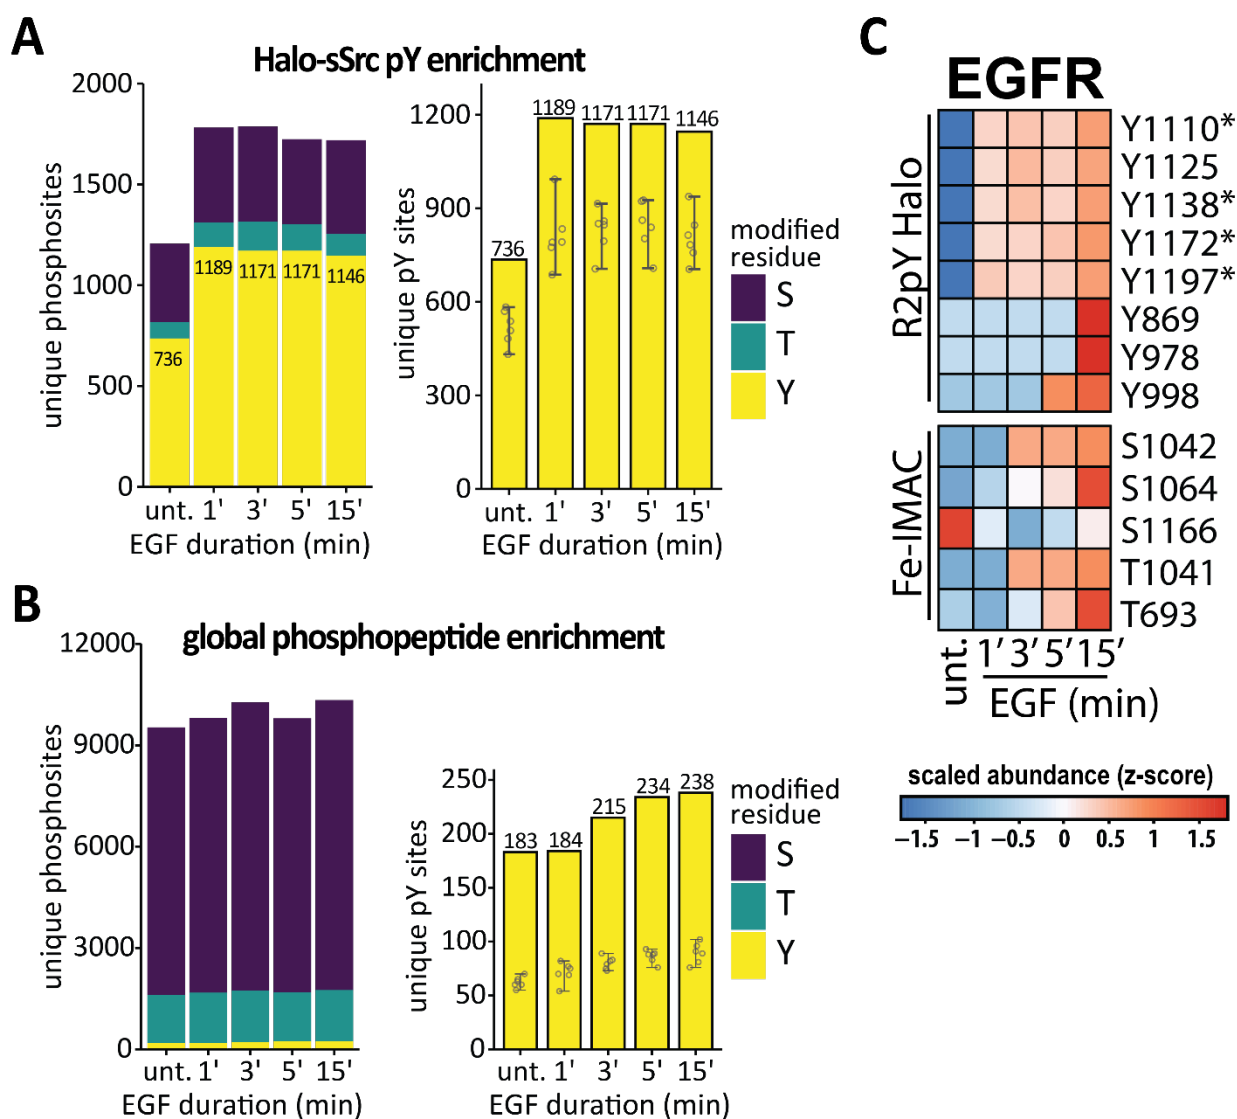 A
Halo-sSrc pY enrichment
unique phosphosites
2000
1500
1000
500
0
736
1189
1171
1171
1146
unt. 1' 3' 5' 15'
EGF duration (min)
unique pY sites
1200
900
600
300
0
736
1189
1171
1171
1146
unt. 1' 3' 5' 15'
EGF duration (min)
modified
residue
S
T
Y
B
global phosphopeptide enrichment
unique phosphosites
12000
9000
6000
3000
0
unt. 1' 3' 5' 15'
EGF duration (min)
unique pY sites
250
200
150
100
50
0
183
184
215
234
238
unt. 1' 3' 5' 15'
EGF duration (min)
modified
residue
S
T
Y
C
EGFR
R2pY Halo
Y1110*
Y1125
Y1138*
Y1172*
Y1197*
Y869
Y978
Y998
Fe-IMAC
S1042
S1064
S1166
T1041
T693
unt. 1′ 3′ 5′ 15′
EGF (min)
scaled abundance (z-score)
−1.5 −1 −0.5 0 0.5 1 1.5